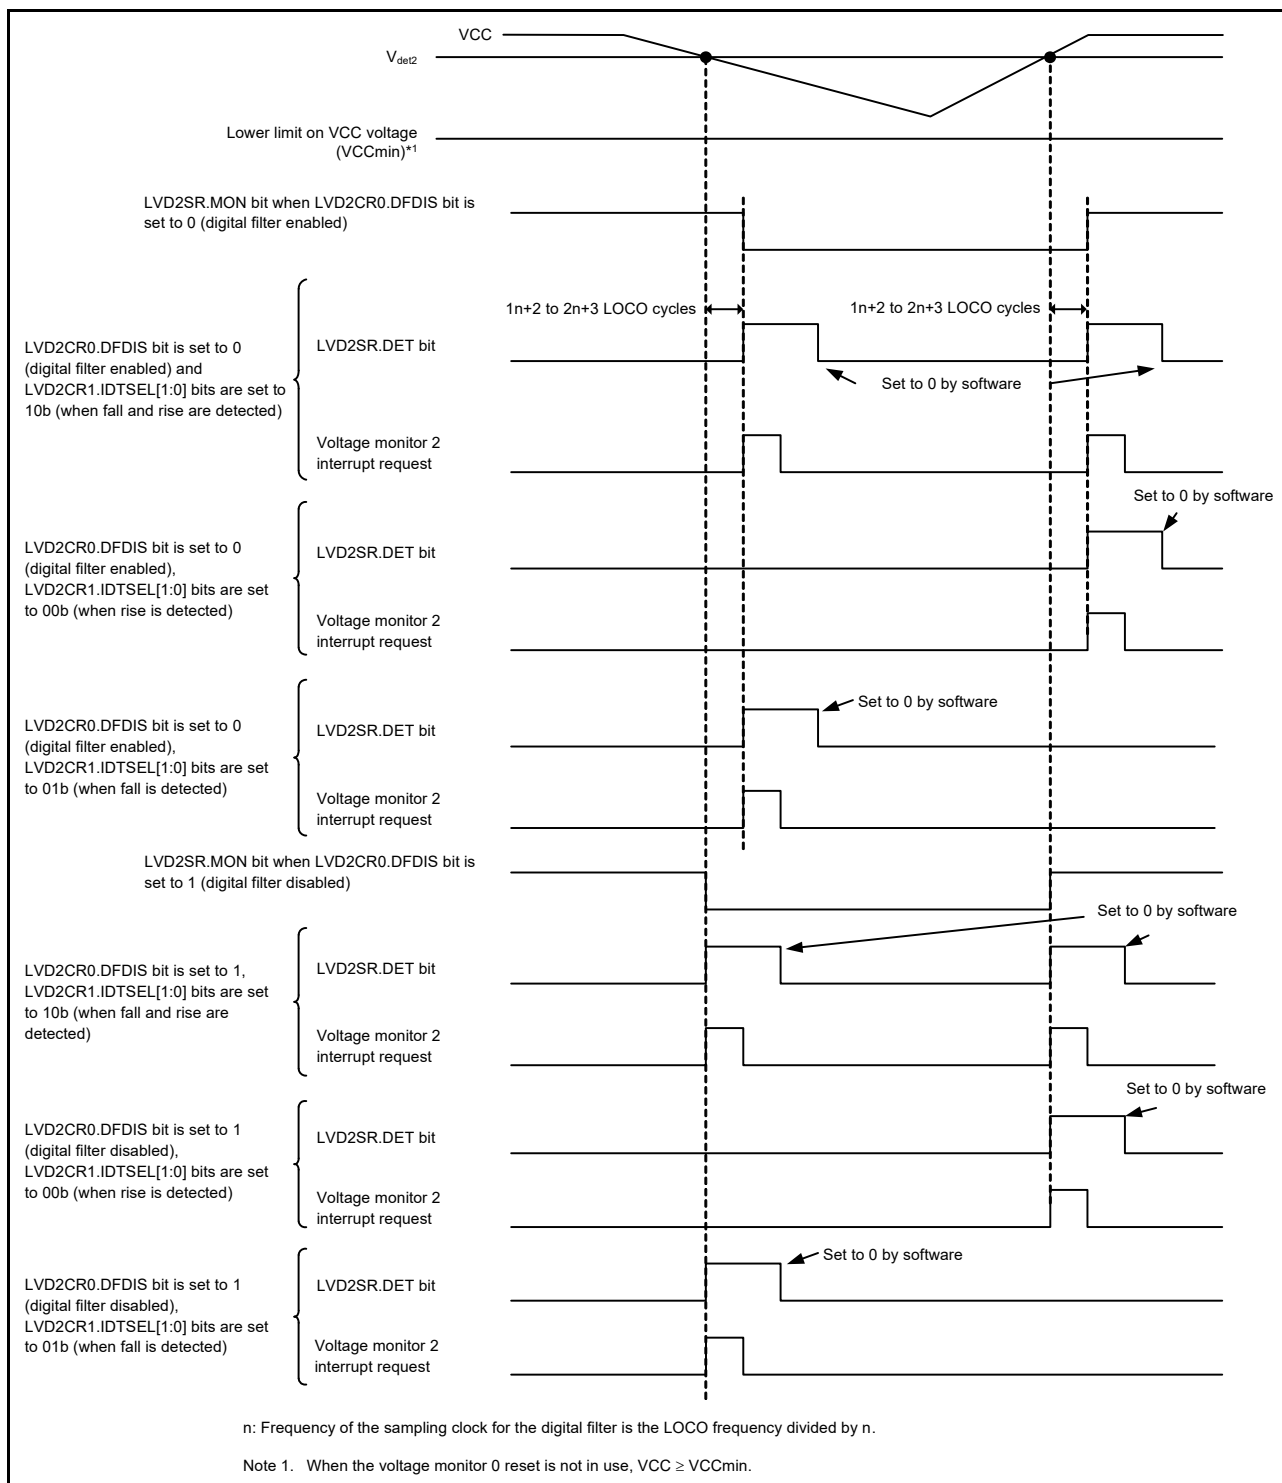 VCC
Vdet2
Lower limit on VCC voltage
(VCCmin)*1
LVD2SR.MON bit when LVD2CR0.DFDIS bit is
set to 0 (digital filter enabled)
1n+2 to 2n+3 LOCO cycles
1n+2 to 2n+3 LOCO cycles
LVD2CR0.DFDIS bit is set to 0
(digital filter enabled) and
LVD2CR1.IDTSEL[1:0] bits are set to
10b (when fall and rise are detected)
LVD2SR.DET bit
Set to 0 by software
Voltage monitor 2
interrupt request
Set to 0 by software
LVD2CR0.DFDIS bit is set to 0
(digital filter enabled),
LVD2CR1.IDTSEL[1:0] bits are set
to 00b (when rise is detected)
LVD2SR.DET bit
Voltage monitor 2
interrupt request
Set to 0 by software
LVD2CR0.DFDIS bit is set to 0
(digital filter enabled),
LVD2CR1.IDTSEL[1:0] bits are set
to 01b (when fall is detected)
LVD2SR.DET bit
Voltage monitor 2
interrupt request
LVD2SR.MON bit when LVD2CR0.DFDIS bit is
set to 1 (digital filter disabled)
Set to 0 by software
LVD2CR0.DFDIS bit is set to 1,
LVD2CR1.IDTSEL[1:0] bits are set
to 10b (when fall and rise are
detected)
LVD2SR.DET bit
Voltage monitor 2
interrupt request
Set to 0 by software
LVD2CR0.DFDIS bit is set to 1
(digital filter disabled),
LVD2CR1.IDTSEL[1:0] bits are set
to 00b (when rise is detected)
LVD2SR.DET bit
Voltage monitor 2
interrupt request
Set to 0 by software
LVD2CR0.DFDIS bit is set to 1
(digital filter disabled),
LVD2CR1.IDTSEL[1:0] bits are set
to 01b (when fall is detected)
LVD2SR.DET bit
Voltage monitor 2
interrupt request
n: Frequency of the sampling clock for the digital filter is the LOCO frequency divided by n.
Note 1. When the voltage monitor 0 reset is not in use, VCC ≥ VCCmin.